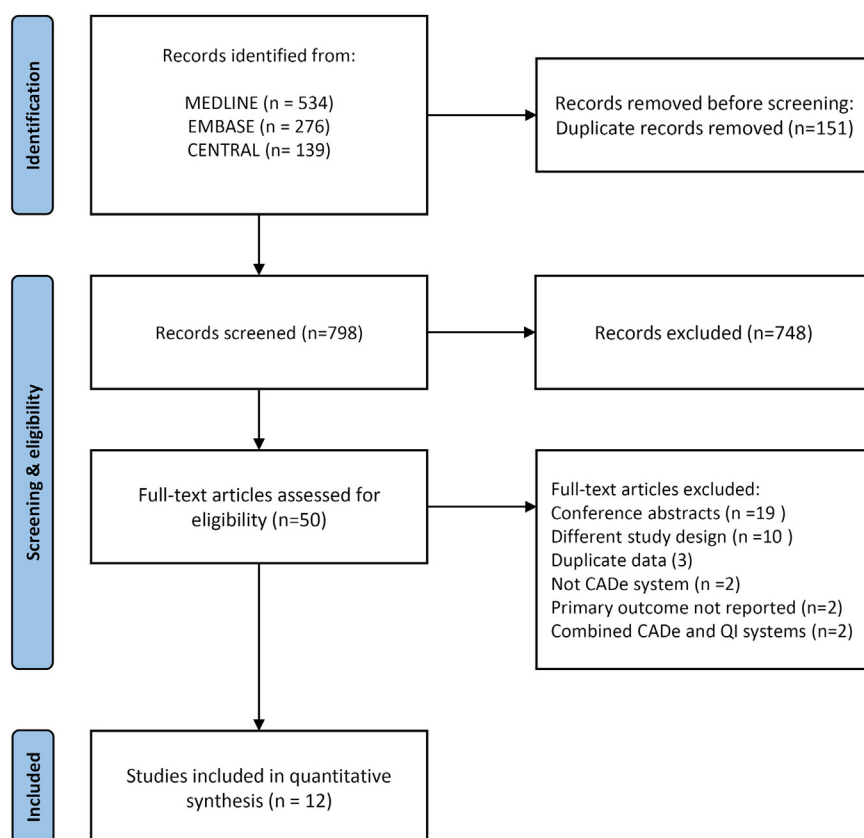 Identification
Records identified from:
MEDLINE (n = 534)
EMBASE (n = 276)
CENTRAL (n= 139)
Records removed before screening:
Duplicate records removed (n=151)
Screening & eligibility
Records screened (n=798)
Records excluded (n=748)
Full-text articles assessed for
eligibility (n=50)
Full-text articles excluded:
Conference abstracts (n =19 )
Different study design (n =10 )
Duplicate data (3)
Not CADe system (n =2)
Primary outcome not reported (n=2)
Combined CADe and QI systems (n=2)
Included
Studies included in quantitative
synthesis (n = 12)